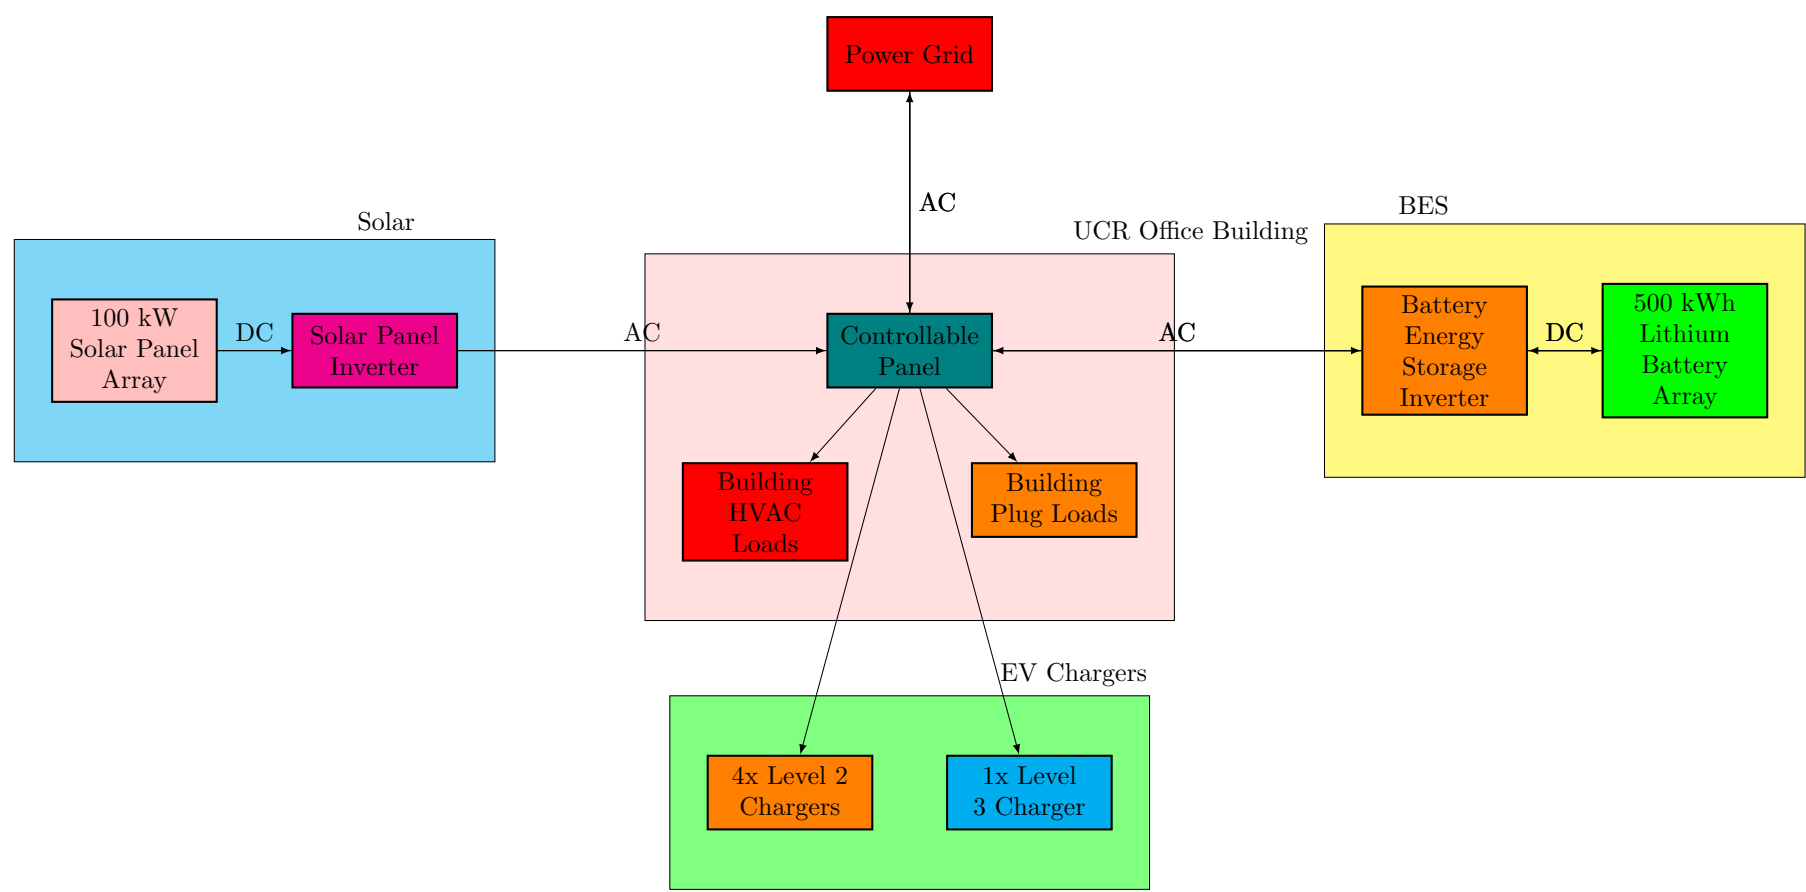 Power Grid
AC
BES
Solar
UCR Office Building
100 kW
Solar Panel
Array
DC
Solar Panel
Inverter
AC
Controllable
Panel
AC
Battery
Energy
Storage
Inverter
DC
500 kWh
Lithium
Battery
Array
Building
HVAC
Loads
Building
Plug Loads
EV Chargers
4x Level 2
Chargers
1x Level
3 Charger